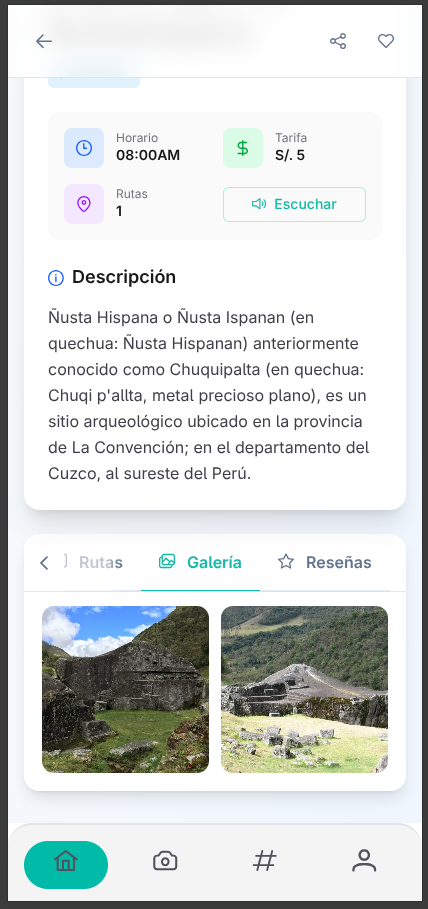 Horario
08:00AM
Tarifa
S/. 5
Rutas
1
Escuchar
Descripción
Ñusta Hispana o Ñusta Ispanan (en
quechua: Ñusta Hispanan) anteriormente
conocido como Chuquipalta (en quechua:
Chuqi p'allta, metal precioso plano), es un
sitio arqueológico ubicado en la provincia
de La Convención; en el departamento del
Cuzco, al sureste del Perú.
Rutas
Galería
Reseñas